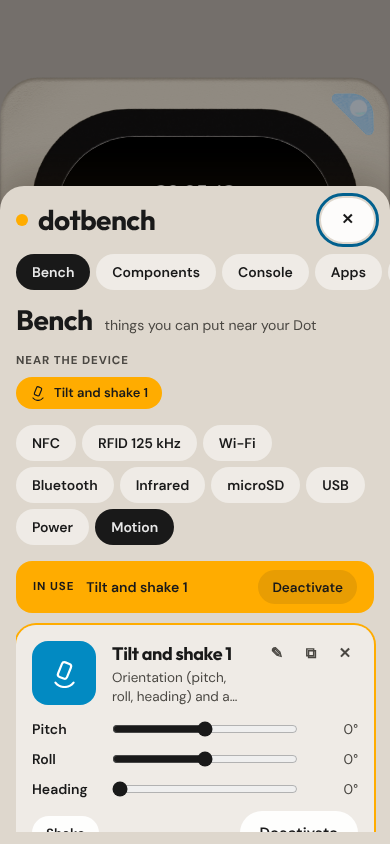 dotbench
Bench Components Console Apps
Bench things you can put near your Dot
NEAR THE DEVICE
Tilt and shake 1
NFC RFID 125 kHz Wi-Fi
Bluetooth Infrared microSD USB
Power Motion
IN USE Tilt and shake 1 Deactivate
Tilt and shake 1
Orientation (pitch,
roll, heading) and a…
Pitch 0°
Roll 0°
Heading 0°
Shake Deactivate